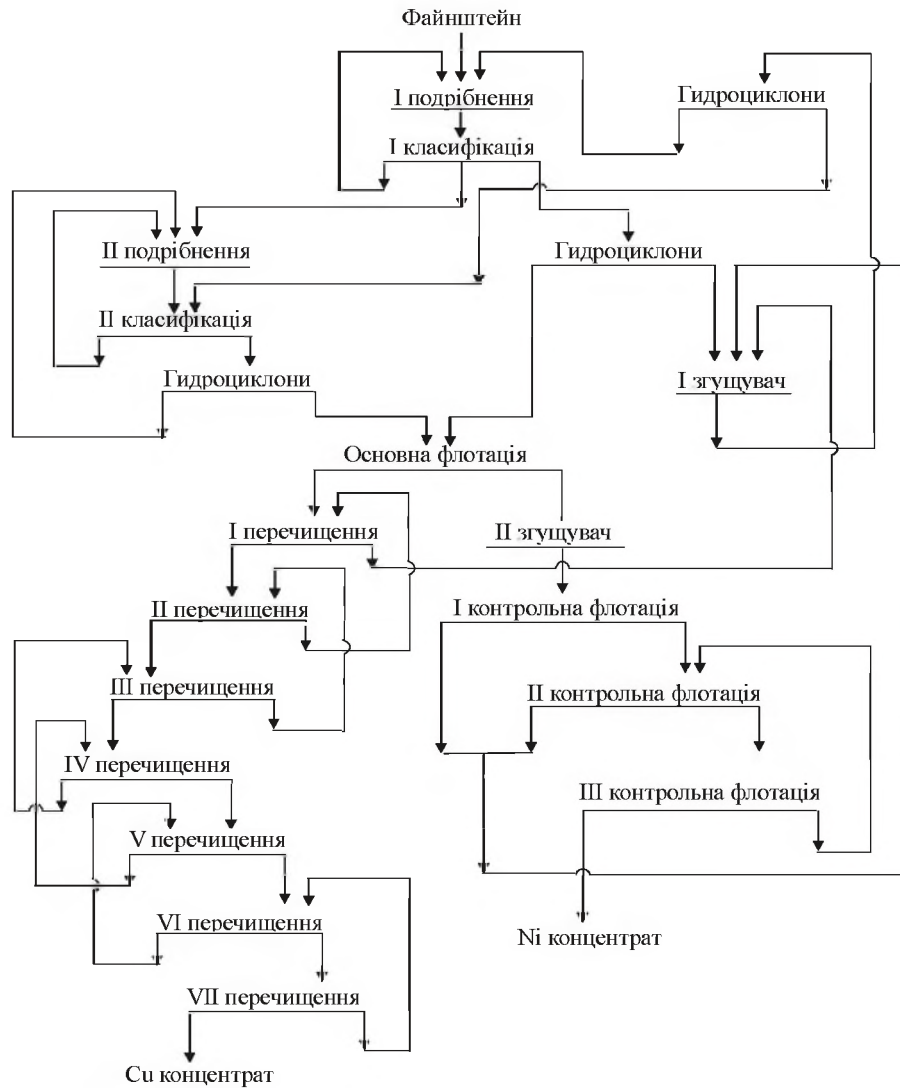 Файнштейн
I подрібнення
Гидроциклони
I класифікація
II подрібнення
Гидроциклони
II класифікація
Гидроциклони
I згущувач
Основна флотація
I перечищення
II згущувач
II перечищення
I контрольна флотація
III перечищення
II контрольна флотація
IV перечищення
III контрольна флотація
V перечищення
VI перечищення
Ni концентрат
VII перечищення
Cu концентрат